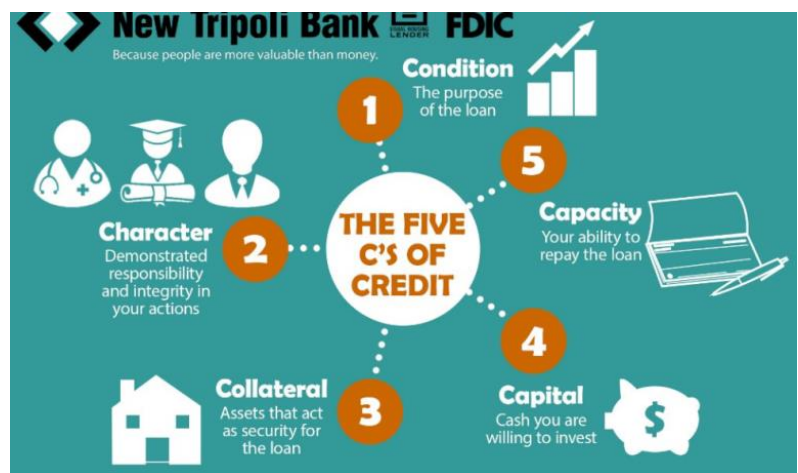 New Tripoli Bank
EQUAL HOUSING
LENDER
FDIC
Because people are more valuable than money.
1
Condition
The purpose
of the loan
2
Character
Demonstrated
responsibility
and integrity in
your actions
THE FIVE
C'S OF
CREDIT
5
Capacity
Your ability to
repay the loan
3
Collateral
Assets that act
as security for
the loan
4
Capital
Cash you are
willing to invest
$